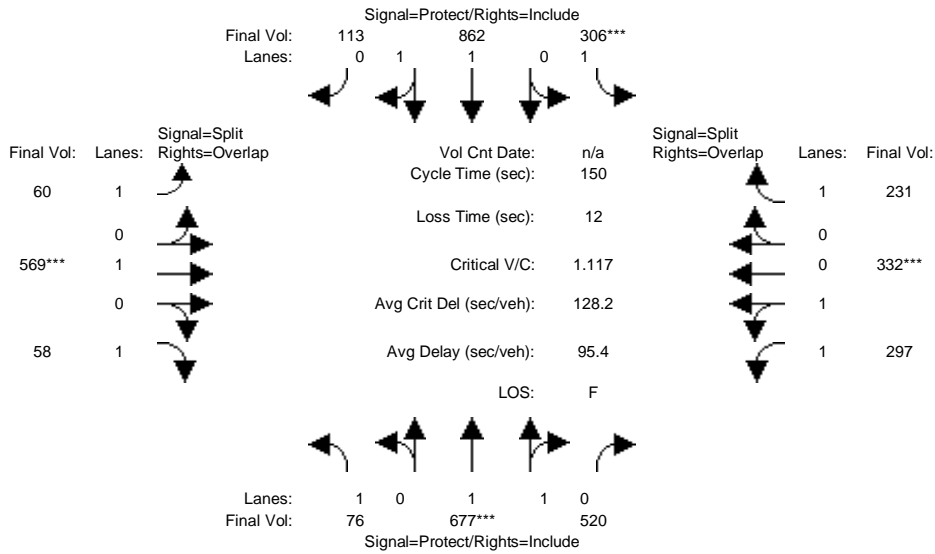 Signal=Protect/Rights=Include
Final Vol: 113 862 306***
Lanes: 0 1 1 0 1
Signal=Split Signal=Split
Final Vol: Lanes: Rights=Overlap Vol Cnt Date: n/a Rights=Overlap Lanes: Final Vol:
Cycle Time (sec): 150
60 1 1 231
Loss Time (sec): 12
0 0
569*** 1 Critical V/C: 1.117 0 332***
0 Avg Crit Del (sec/veh): 128.2 1
58 1 Avg Delay (sec/veh): 95.4 1 297
LOS: F
Lanes: 1 0 1 1 0
Final Vol: 76 677*** 520
Signal=Protect/Rights=Include